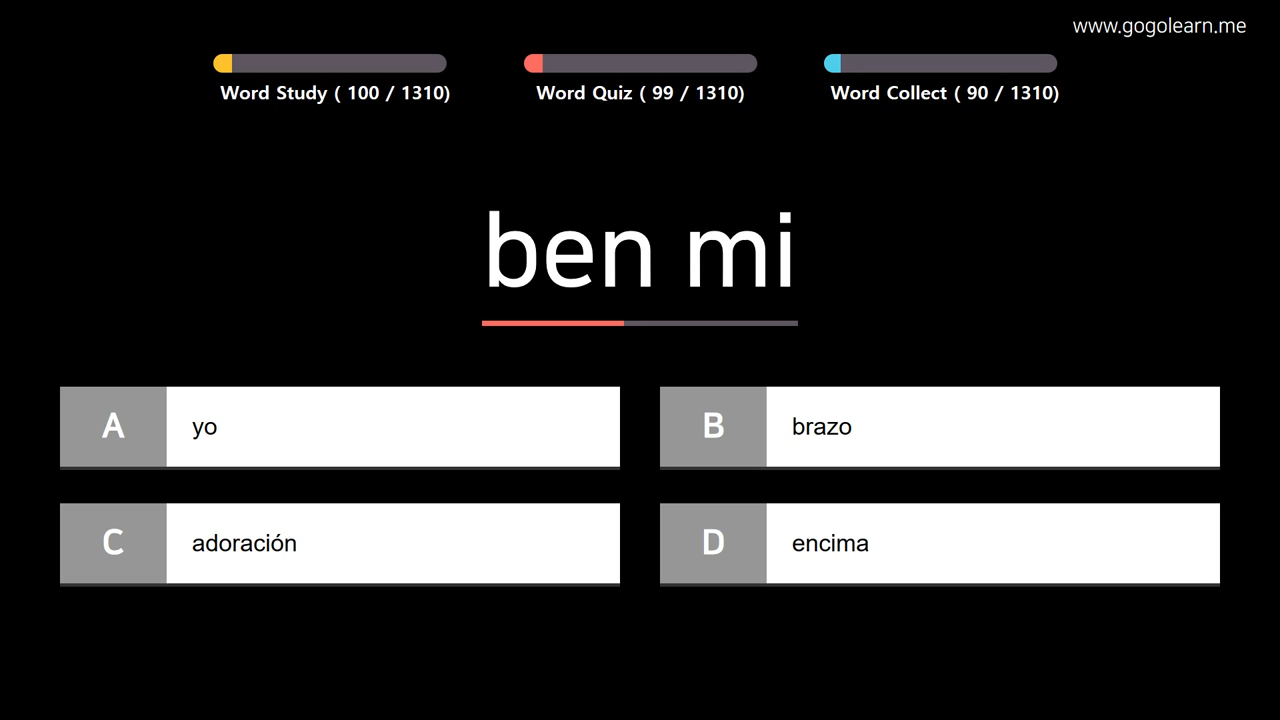 www.gogolearn.me
Word Study ( 100 / 1310)
Word Quiz ( 99 / 1310)
Word Collect ( 90 / 1310)
ben mi
A
yo
B
brazo
C
adoración
D
encima